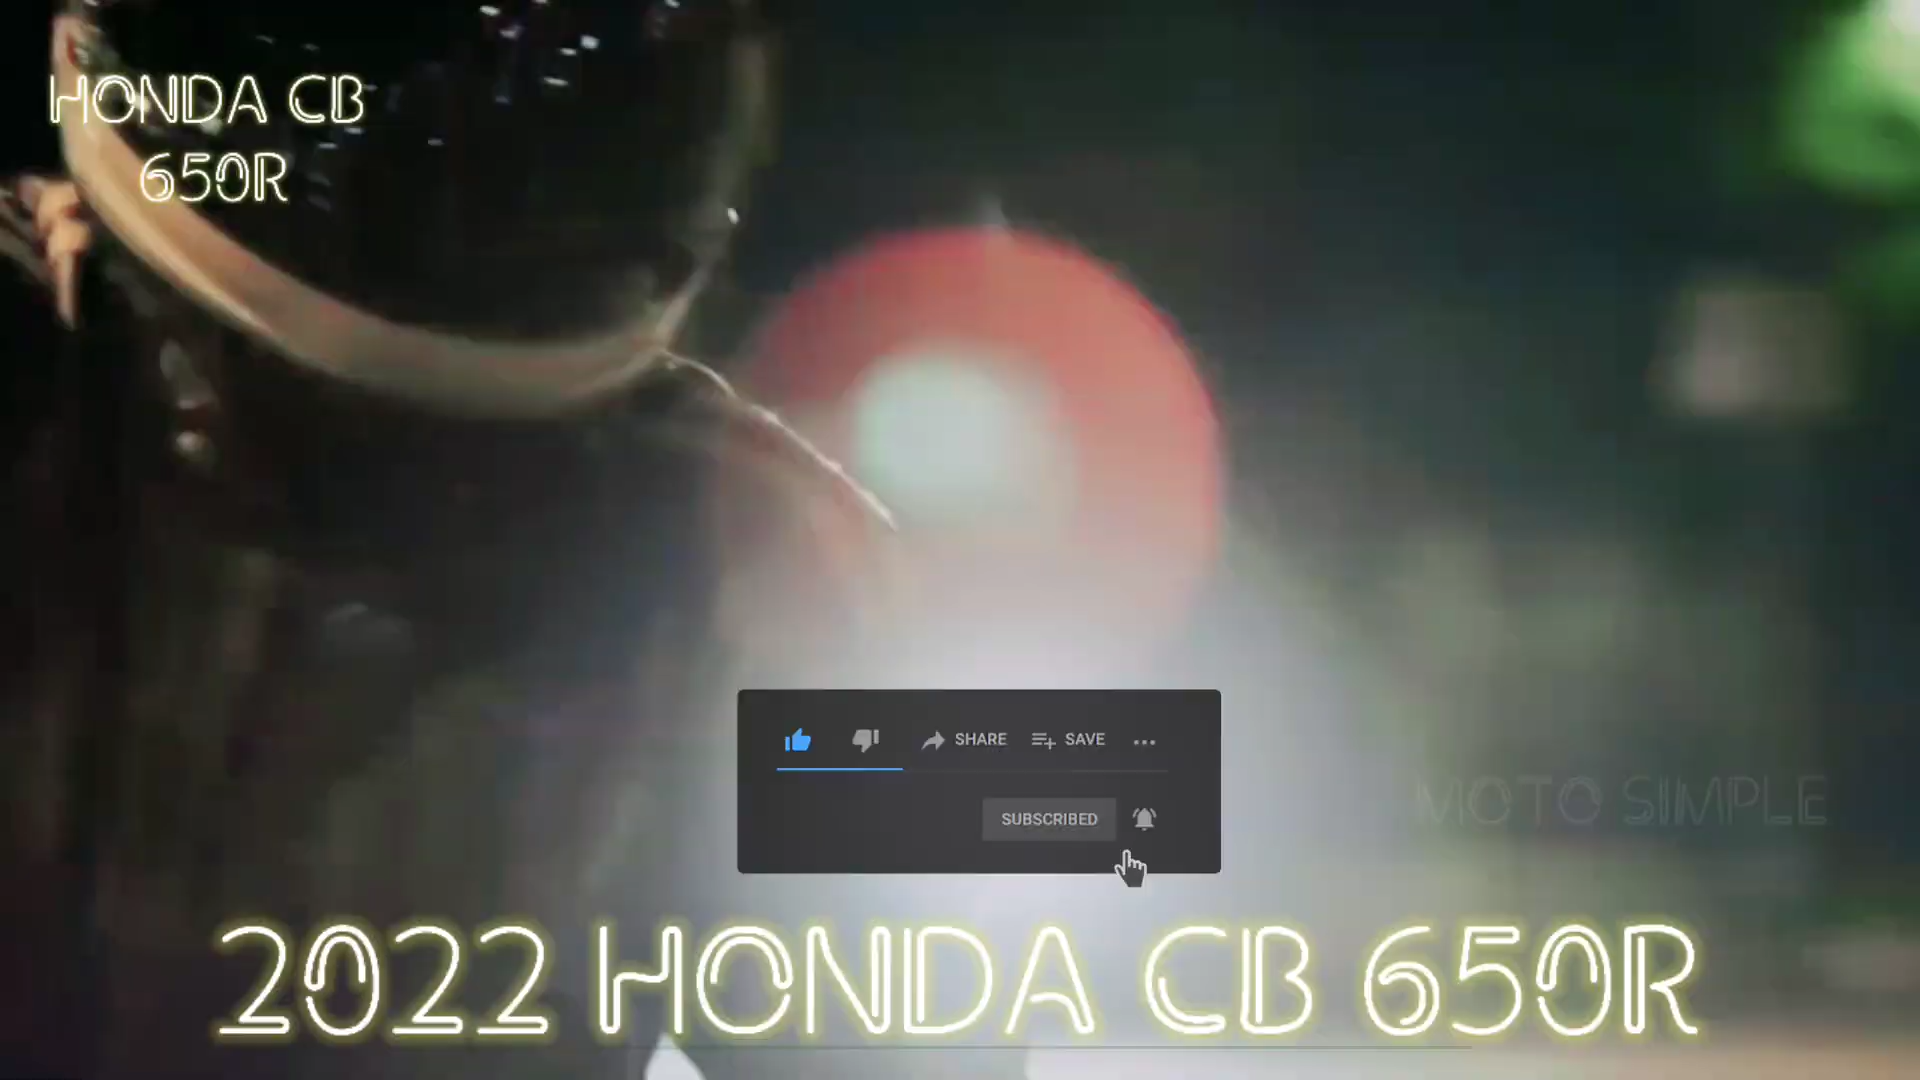 HONDA CB
650R
SHARE SAVE
SUBSCRIBED
MOTO SIMPLE
2022 HONDA CB 650R